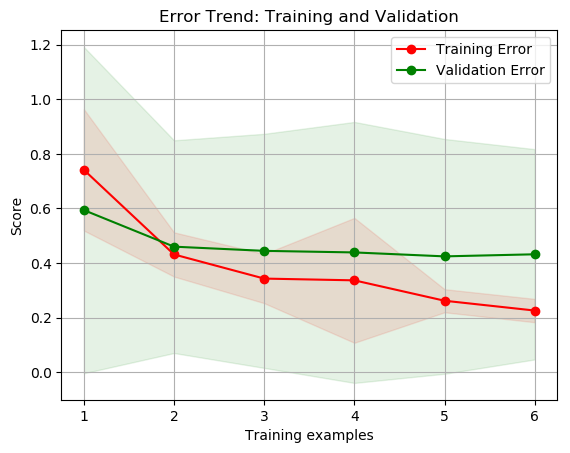 Error Trend: Training and Validation
Training Error
Validation Error
Score
1.2
1.0
0.8
0.6
0.4
0.2
0.0
1 2 3 4 5 6
Training examples